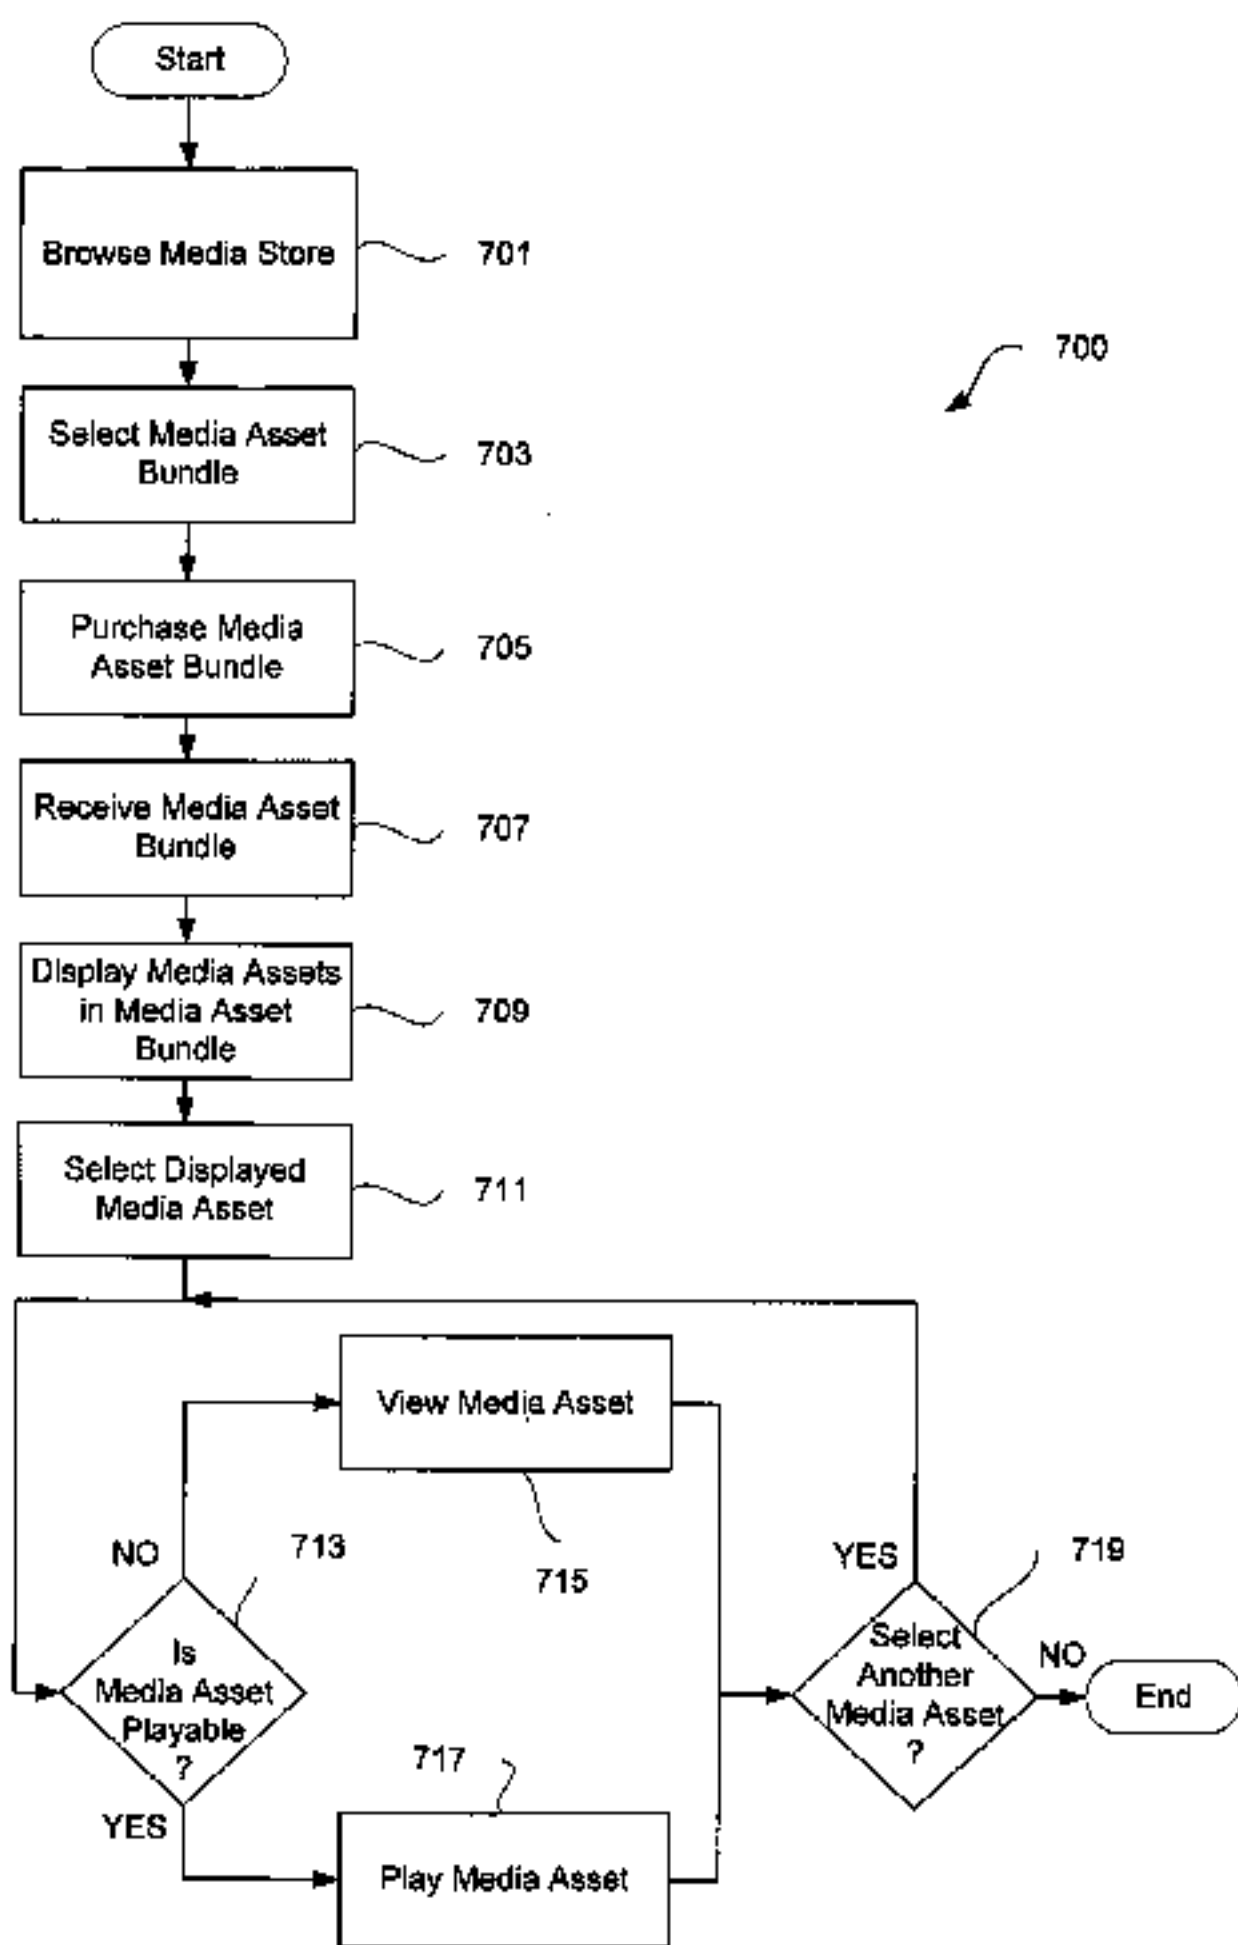 Start
Browse Media Store
701
700
Select Media Asset
Bundle
703
Purchase Media
Asset Bundle
705
Receive Media Asset
Bundle
707
Display Media Assets
in Media Asset
Bundle
709
Select Displayed
Media Asset
711
View Media Asset
715
NO
713
Is
Media Asset
Playable
?
YES
717
Play Media Asset
YES
719
Select
Another
Media Asset
?
NO
End